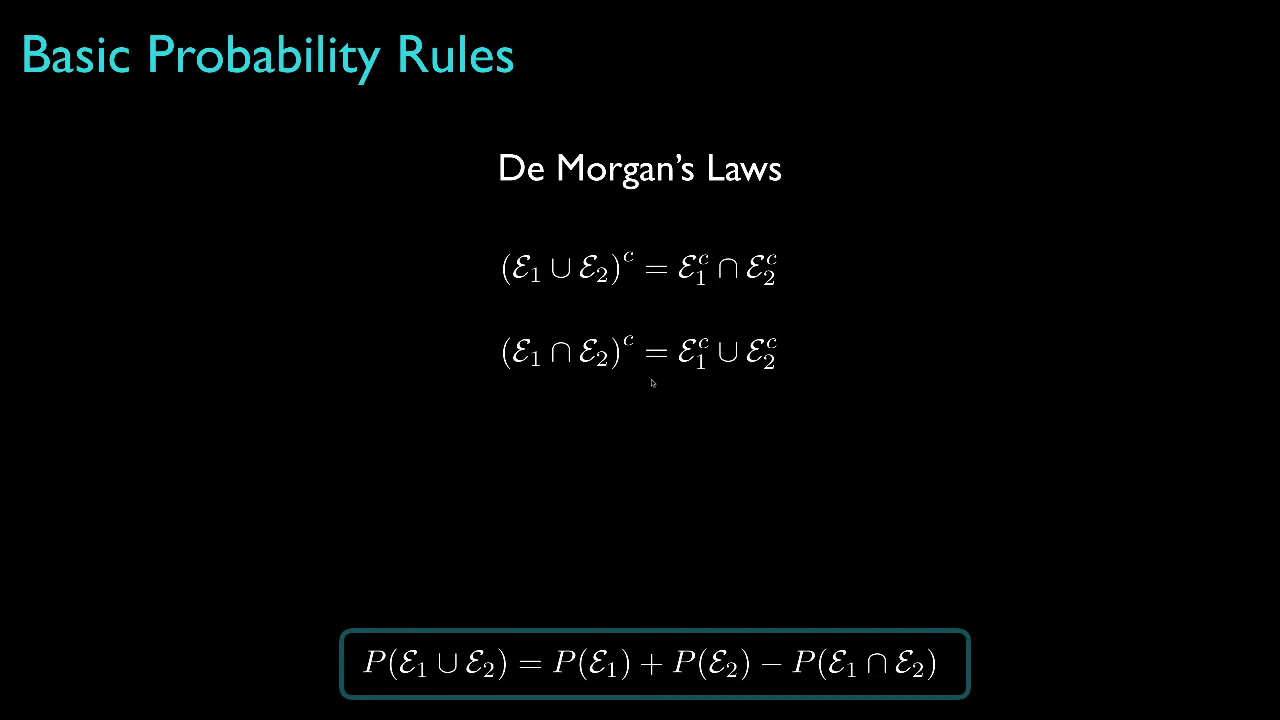 Basic Probability Rules
De Morgan’s Laws
(ℰ₁ ∪ ℰ₂)ᶜ = ℰ₁ᶜ ∩ ℰ₂ᶜ
(ℰ₁ ∩ ℰ₂)ᶜ = ℰ₁ᶜ ∪ ℰ₂ᶜ
P(ℰ₁ ∪ ℰ₂) = P(ℰ₁) + P(ℰ₂) − P(ℰ₁ ∩ ℰ₂)